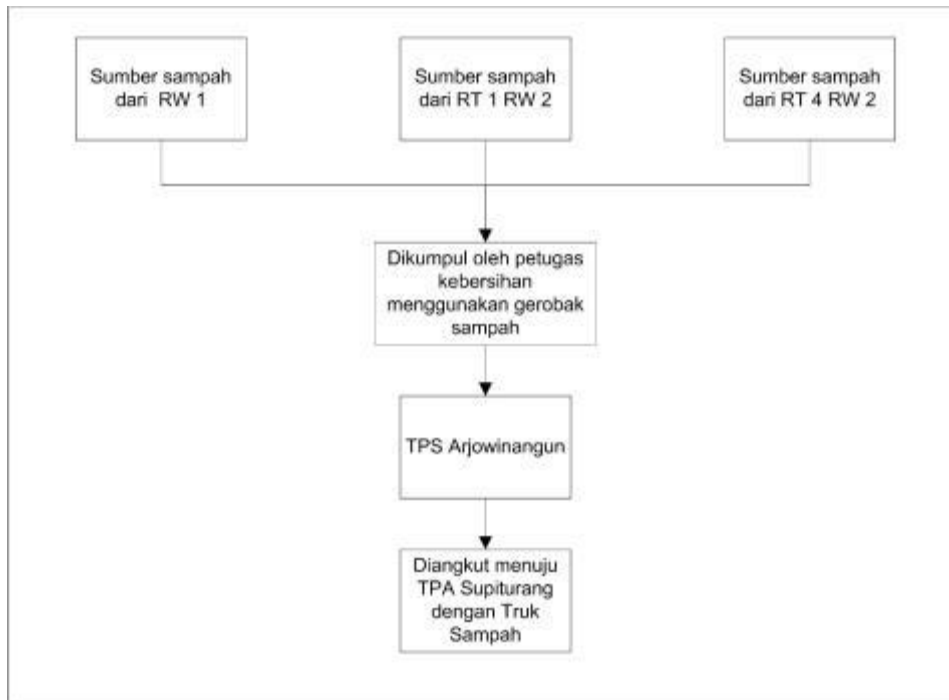 Sumber sampah
dari RW 1
Sumber sampah
dari RT 1 RW 2
Sumber sampah
dari RT 4 RW 2
Dikumpul oleh petugas
kebersihan
menggunakan gerobak
sampah
TPS Arjowinangun
Diangkut menuju
TPA Supiturang
dengan Truk
Sampah